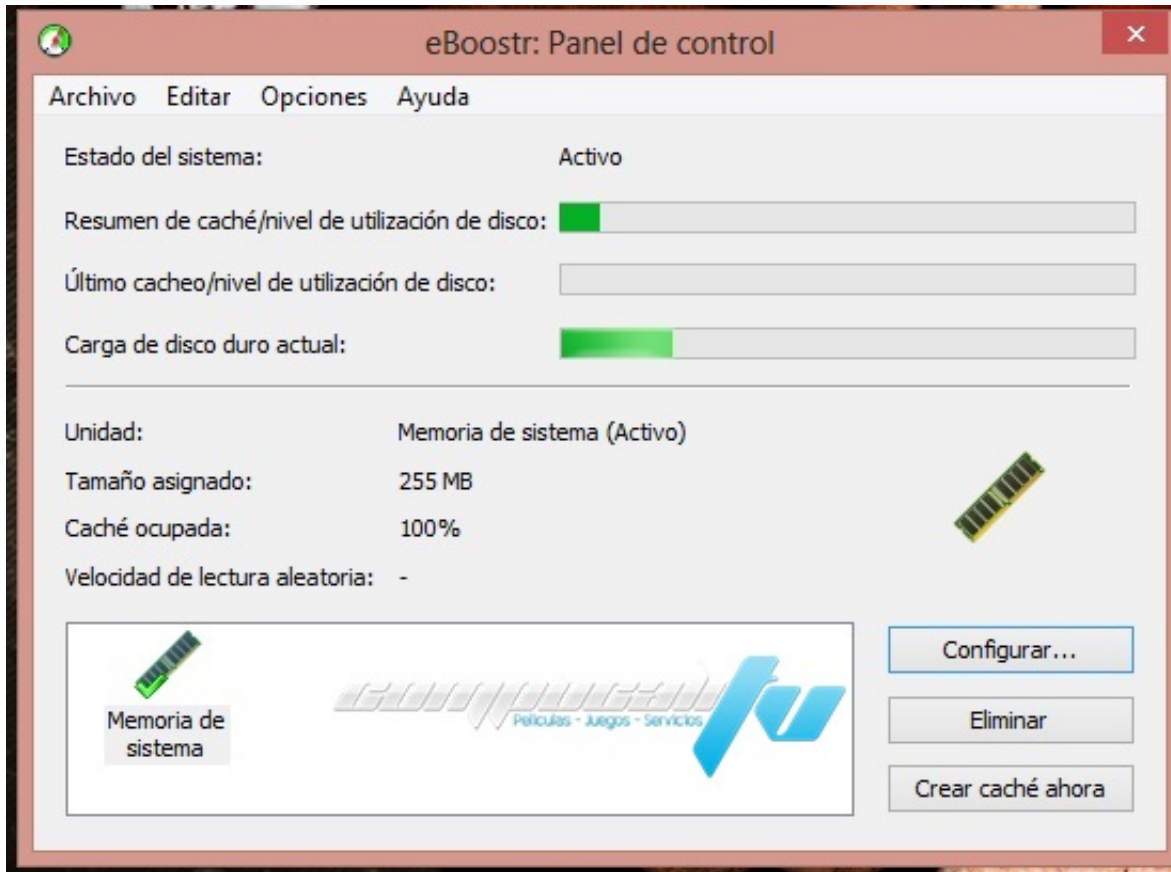 eBoostr: Panel de control
Archivo Editar Opciones Ayuda
Estado del sistema: Activo
Resumen de caché/nivel de utilización de disco:
Último cacheo/nivel de utilización de disco:
Carga de disco duro actual:
Unidad: Memoria de sistema (Activo)
Tamaño asignado: 255 MB
Caché ocupada: 100%
Velocidad de lectura aleatoria: -
Memoria de
sistema
compucaliTV
Películas - Juegos - Servicios
Configurar...
Eliminar
Crear caché ahora